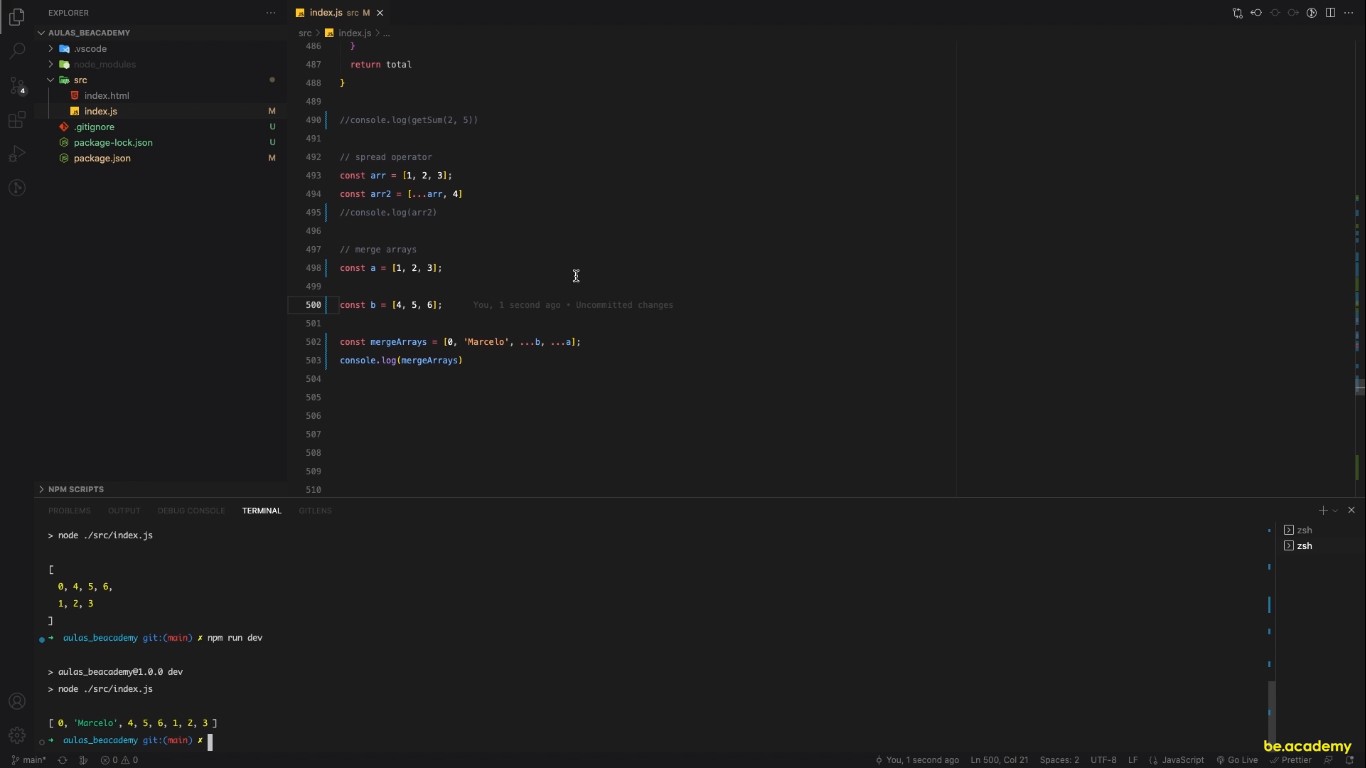 EXPLORER
index.js src M
AULAS_BEACADEMY
src > index.js > ...
.vscode
node_modules
src
index.html
index.js M
.gitignore U
package-lock.json U
package.json M
4
486 }
487 return total
488 }
489
490 //console.log(getSum(2, 5))
491
492 // spread operator
493 const arr = [1, 2, 3];
494 const arr2 = [...arr, 4]
495 //console.log(arr2)
496
497 // merge arrays
498 const a = [1, 2, 3];
499
500 const b = [4, 5, 6]; You, 1 second ago • Uncommitted changes
501
502 const mergeArrays = [0, 'Marcelo', ...b, ...a];
503 console.log(mergeArrays)
504
505
506
507
508
509
510
NPM SCRIPTS
PROBLEMS OUTPUT DEBUG CONSOLE TERMINAL GITLENS
> node ./src/index.js
[
0, 4, 5, 6,
1, 2, 3
]
➜ aulas_beacademy git:(main) ✗ npm run dev
> aulas_beacademy@1.0.0 dev
> node ./src/index.js
[ 0, 'Marcelo', 4, 5, 6, 1, 2, 3 ]
➜ aulas_beacademy git:(main) ✗
zsh
zsh
be.academy
main* 0 0 You, 1 second ago Ln 500, Col 21 Spaces: 2 UTF-8 LF JavaScript Go Live Prettier